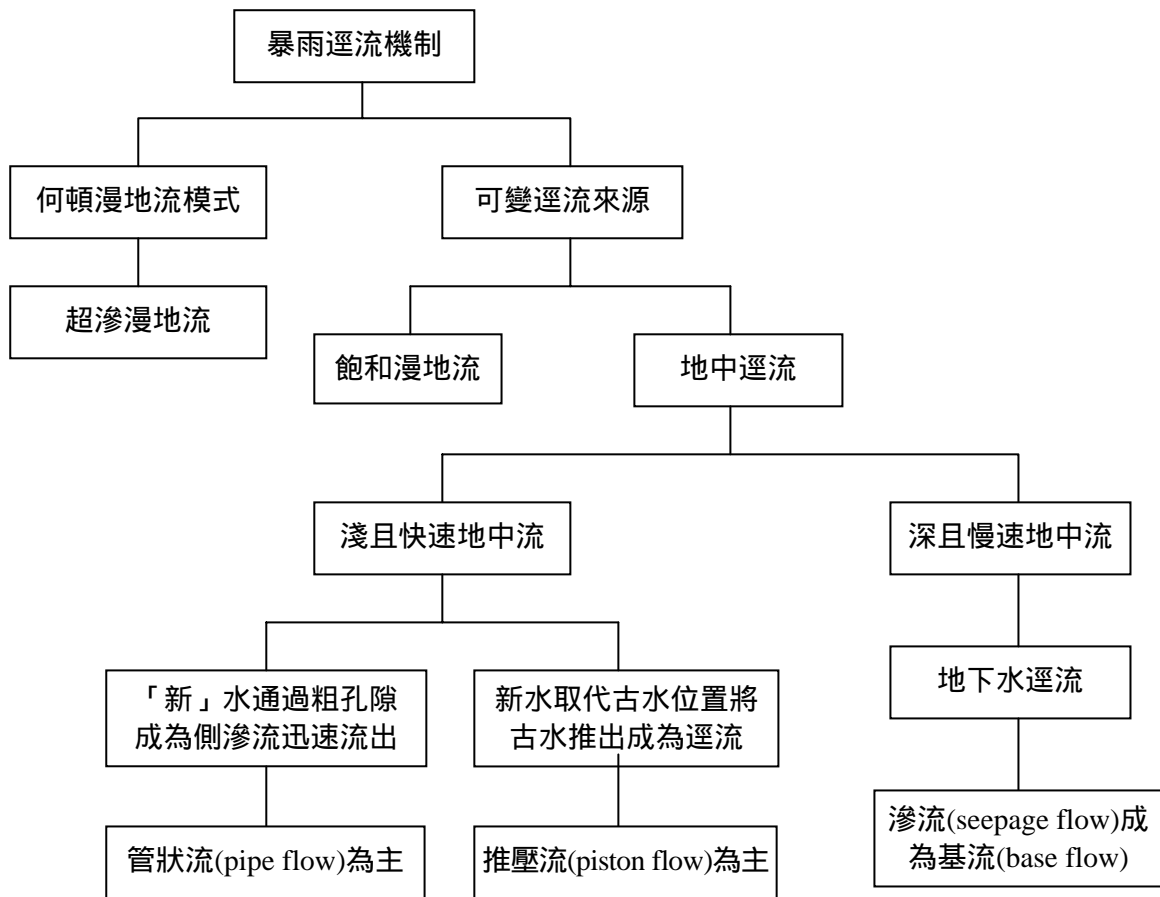 暴雨逕流機制
何頓漫地流模式
可變逕流來源
超滲漫地流
飽和漫地流
地中逕流
淺且快速地中流
深且慢速地中流
「新」水通過粗孔隙
成為側滲流迅速流出
新水取代古水位置將
古水推出成為逕流
地下水逕流
管狀流(pipe flow)為主
推壓流(piston flow)為主
滲流(seepage flow)成
為基流(base flow)